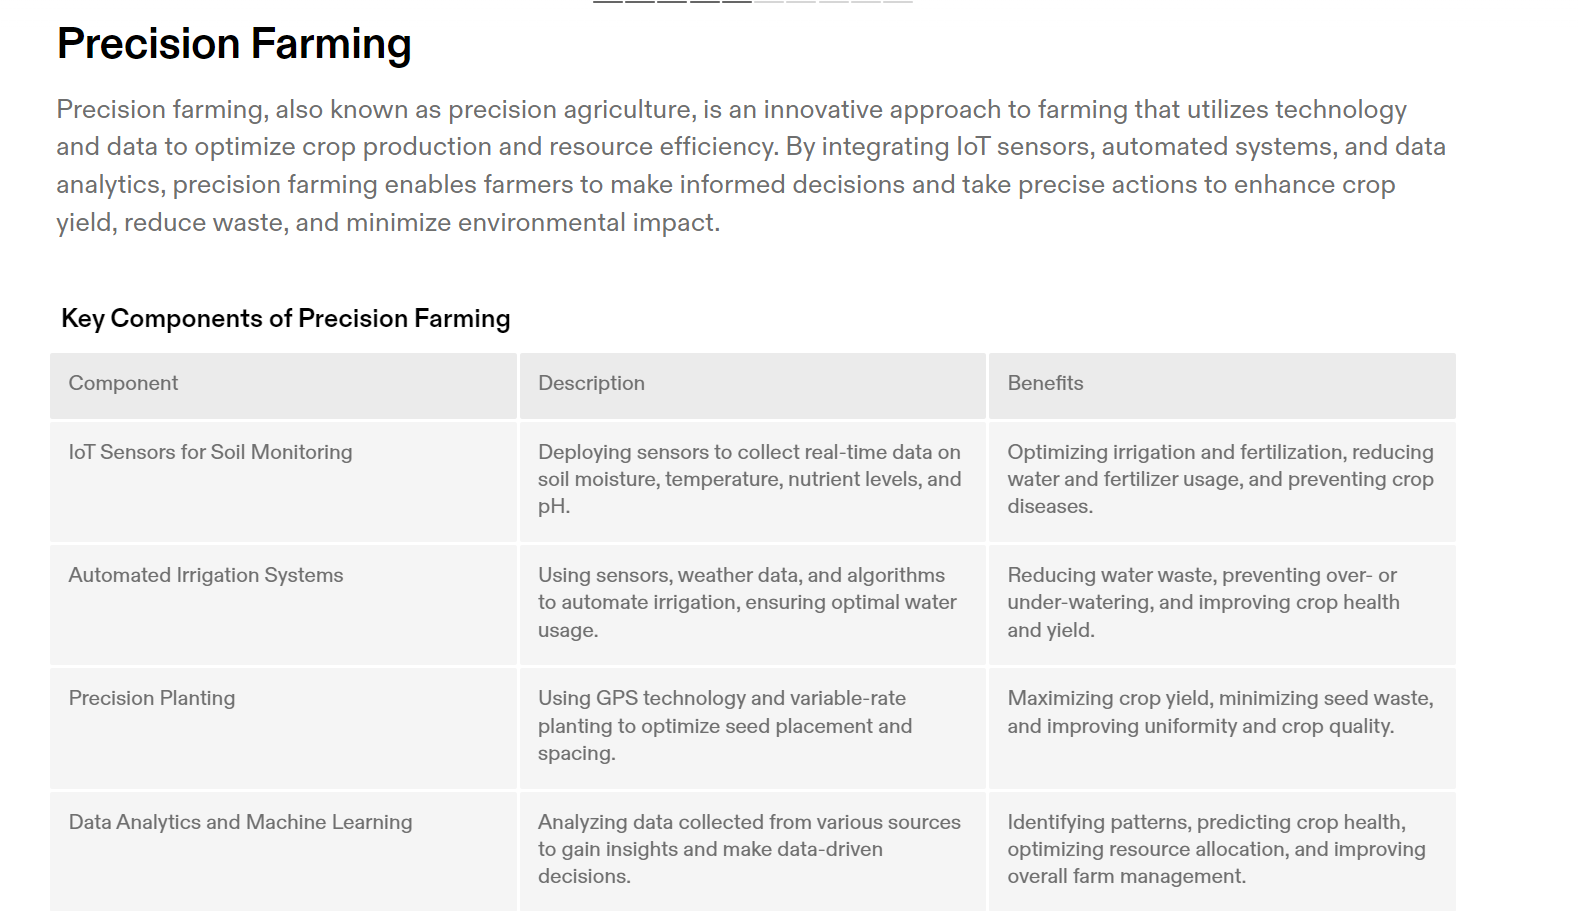 Precision Farming
Precision farming, also known as precision agriculture, is an innovative approach to farming that utilizes technology
and data to optimize crop production and resource efficiency. By integrating IoT sensors, automated systems, and data
analytics, precision farming enables farmers to make informed decisions and take precise actions to enhance crop
yield, reduce waste, and minimize environmental impact.
Key Components of Precision Farming
Component
Description
Benefits
IoT Sensors for Soil Monitoring
Deploying sensors to collect real-time data on
soil moisture, temperature, nutrient levels, and
pH.
Optimizing irrigation and fertilization, reducing
water and fertilizer usage, and preventing crop
diseases.
Automated Irrigation Systems
Using sensors, weather data, and algorithms
to automate irrigation, ensuring optimal water
usage.
Reducing water waste, preventing over- or
under-watering, and improving crop health
and yield.
Precision Planting
Using GPS technology and variable-rate
planting to optimize seed placement and
spacing.
Maximizing crop yield, minimizing seed waste,
and improving uniformity and crop quality.
Data Analytics and Machine Learning
Analyzing data collected from various sources
to gain insights and make data-driven
decisions.
Identifying patterns, predicting crop health,
optimizing resource allocation, and improving
overall farm management.